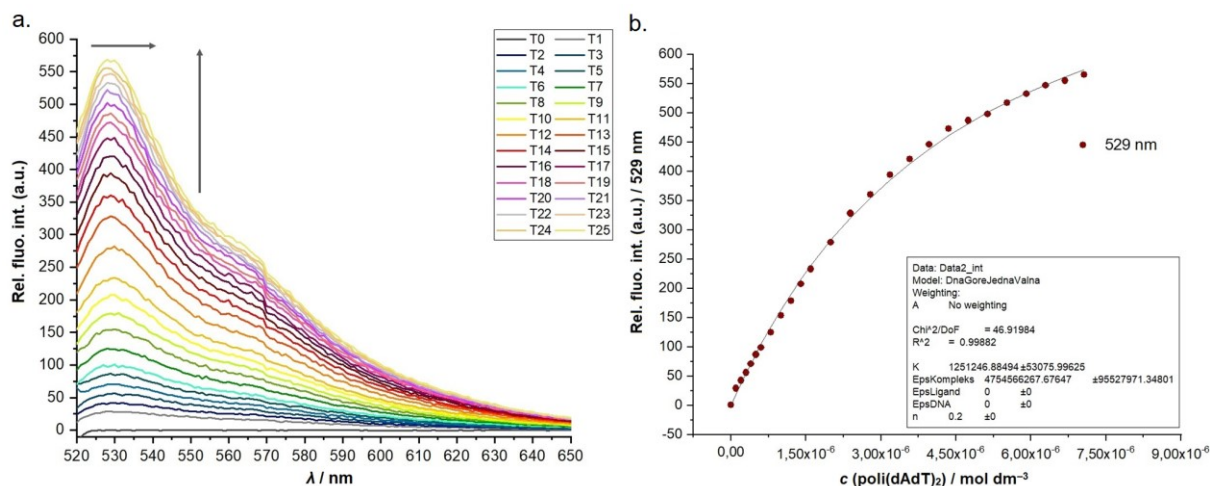 a.
Rel. fluo. int. (a.u.)
600
550
500
450
400
350
300
250
200
150
100
50
0
520 530 540 550 560 570 580 590 600 610 620 630 640 650
λ / nm
T0 T1
T2 T3
T4 T5
T6 T7
T8 T9
T10 T11
T12 T13
T14 T15
T16 T17
T18 T19
T20 T21
T22 T23
T24 T25
b.
Rel. fluo. int. (a.u.) / 529 nm
600
550
500
450
400
350
300
250
200
150
100
50
0
-50
0,00 1,50x10⁻⁶ 3,00x10⁻⁶ 4,50x10⁻⁶ 6,00x10⁻⁶ 7,50x10⁻⁶ 9,00x10⁻⁶
c (poli(dAdT)₂) / mol dm⁻³
529 nm
Data: Data2_int
Model: DnaGoreJednaValna
Weighting:
A No weighting
Chi^2/DoF = 46.91984
R^2 = 0.99882
K 1251246.88494 ±53075.99625
EpsKompleks 4754566267.67647 ±95527971.34801
EpsLigand 0 ±0
EpsDNA 0 ±0
n 0.2 ±0